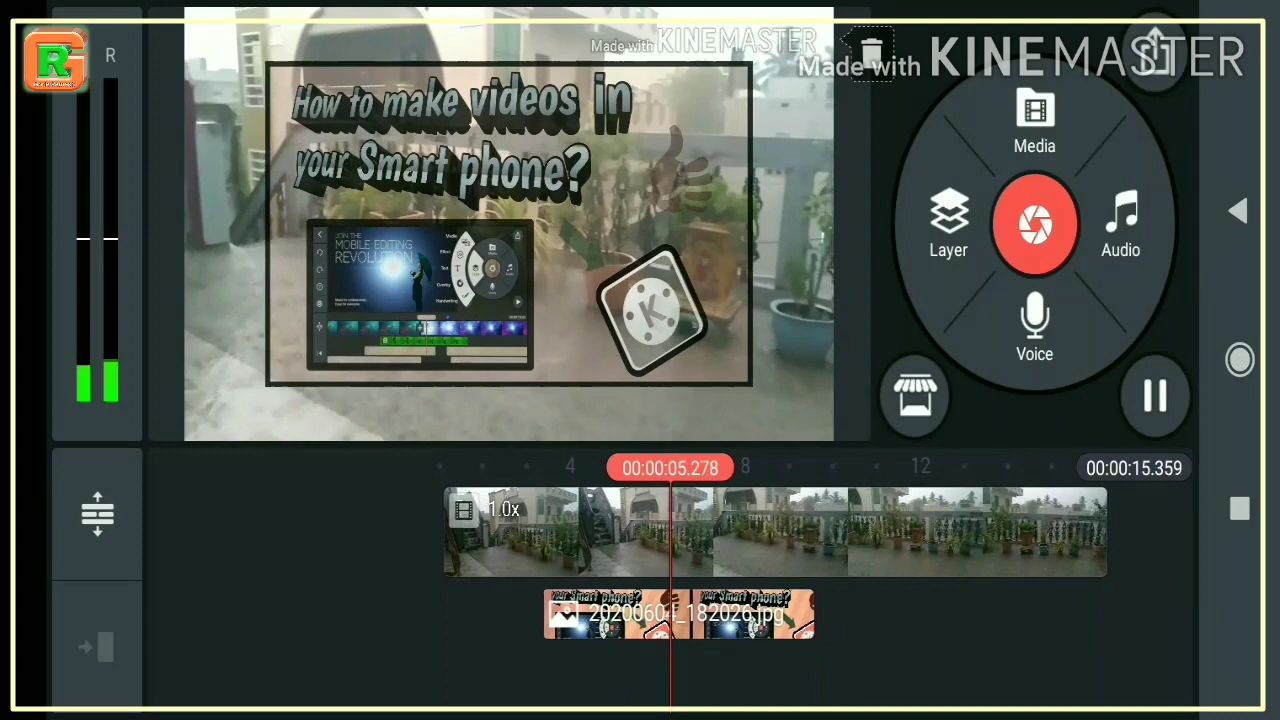 R
R
Made with KINEMASTER
Made with KINEMASTER
How to make videos in
your Smart phone?
JOIN THE
MOBILE EDITING
REVOLUTION
K
Media
Layer
Audio
Voice
4
00:00:05.278
8
12
00:00:15.359
1.0x
your Smart phone?
your Smart phone?
20200604_182026.jpg